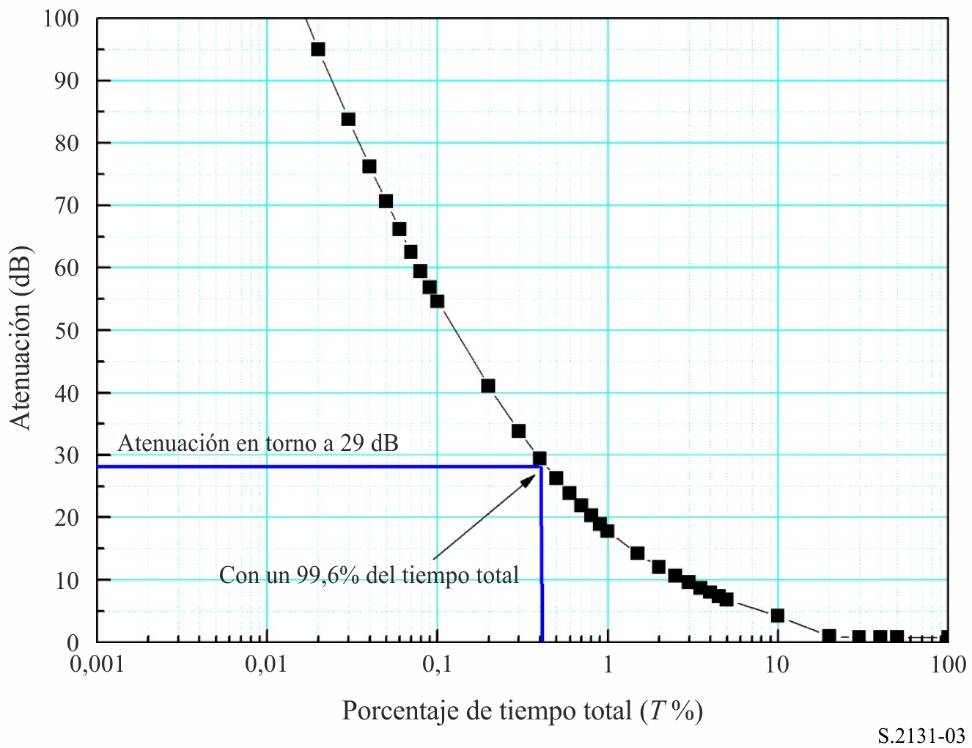 100
90
80
70
60
50
40
30
20
10
0
Atenuación (dB)
Atenuación en torno a 29 dB
Con un 99,6% del tiempo total
0,001 0,01 0,1 1 10 100
Porcentaje de tiempo total (T %)
S.2131-03